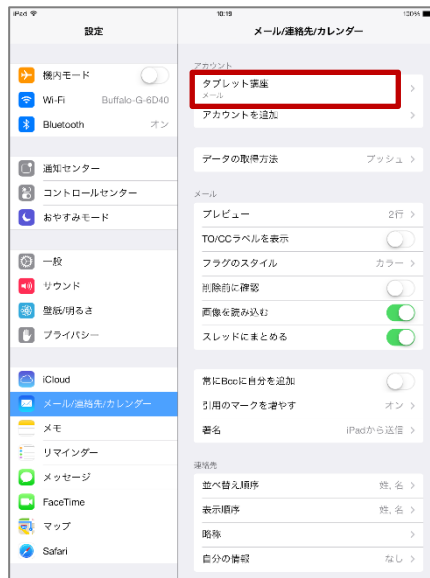 iPad 10:19 100%
設定
メール/連絡先/カレンダー
機内モード
Wi-Fi Buffalo-G-6D40
Bluetooth オン
通知センター
コントロールセンター
おやすみモード
一般
サウンド
壁紙/明るさ
プライバシー
iCloud
メール/連絡先/カレンダー
メモ
リマインダー
メッセージ
FaceTime
マップ
Safari
アカウント
タブレット講座
メール
アカウントを追加
データの取得方法 プッシュ
メール
プレビュー 2行
TO/CCラベルを表示
フラグのスタイル カラー
削除前に確認
画像を読み込む
スレッドにまとめる
常にBccに自分を追加
引用のマークを増やす オン
署名 iPadから送信
連絡先
並べ替え順序 姓, 名
表示順序 姓, 名
略称
自分の情報 なし